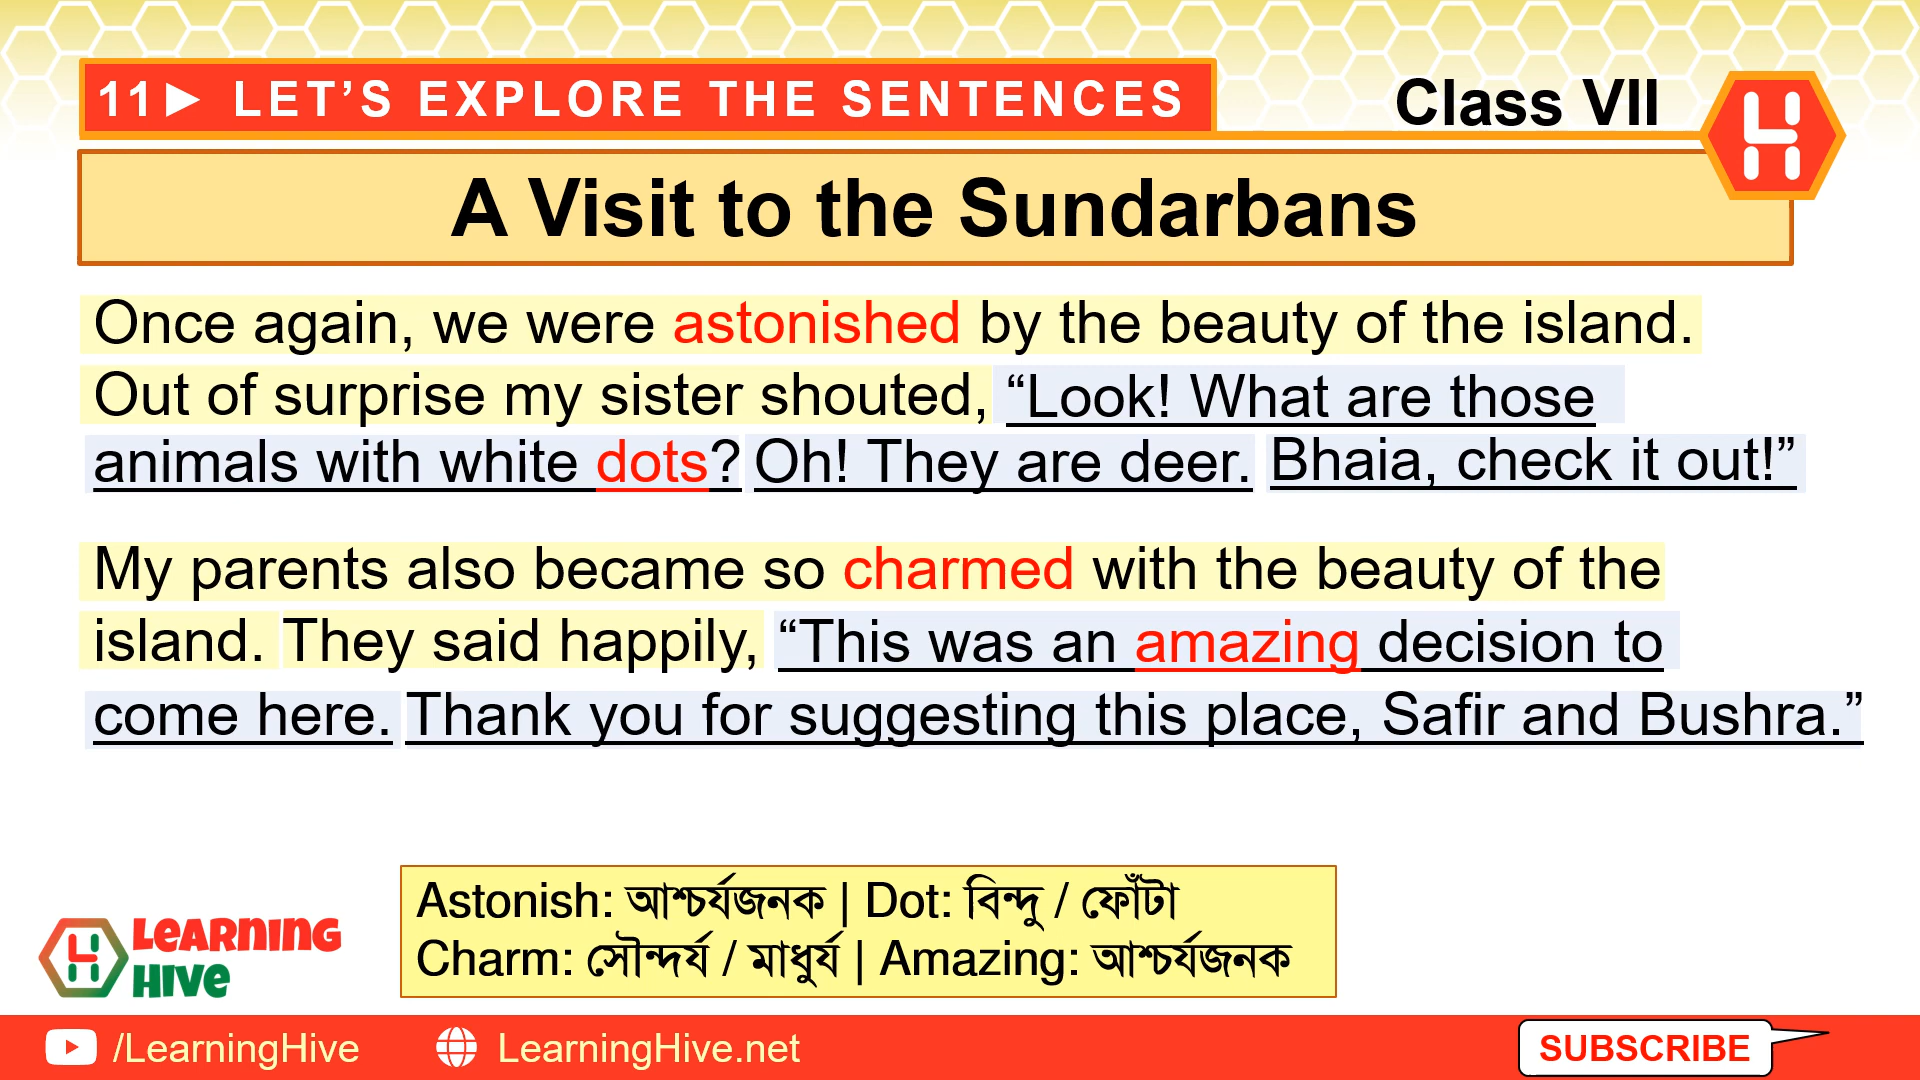 11▶ LET’S EXPLORE THE SENTENCES
Class VII
A Visit to the Sundarbans
Once again, we were astonished by the beauty of the island.
Out of surprise my sister shouted, “Look! What are those
animals with white dots? Oh! They are deer. Bhaia, check it out!”
My parents also became so charmed with the beauty of the
island. They said happily, “This was an amazing decision to
come here. Thank you for suggesting this place, Safir and Bushra.”
Astonish: আশ্চর্যজনক | Dot: বিন্দু / ফোঁটা
Charm: সৌন্দর্য / মাধুর্য | Amazing: আশ্চর্যজনক
LEARNING
HIVE
/LearningHive
LearningHive.net
SUBSCRIBE